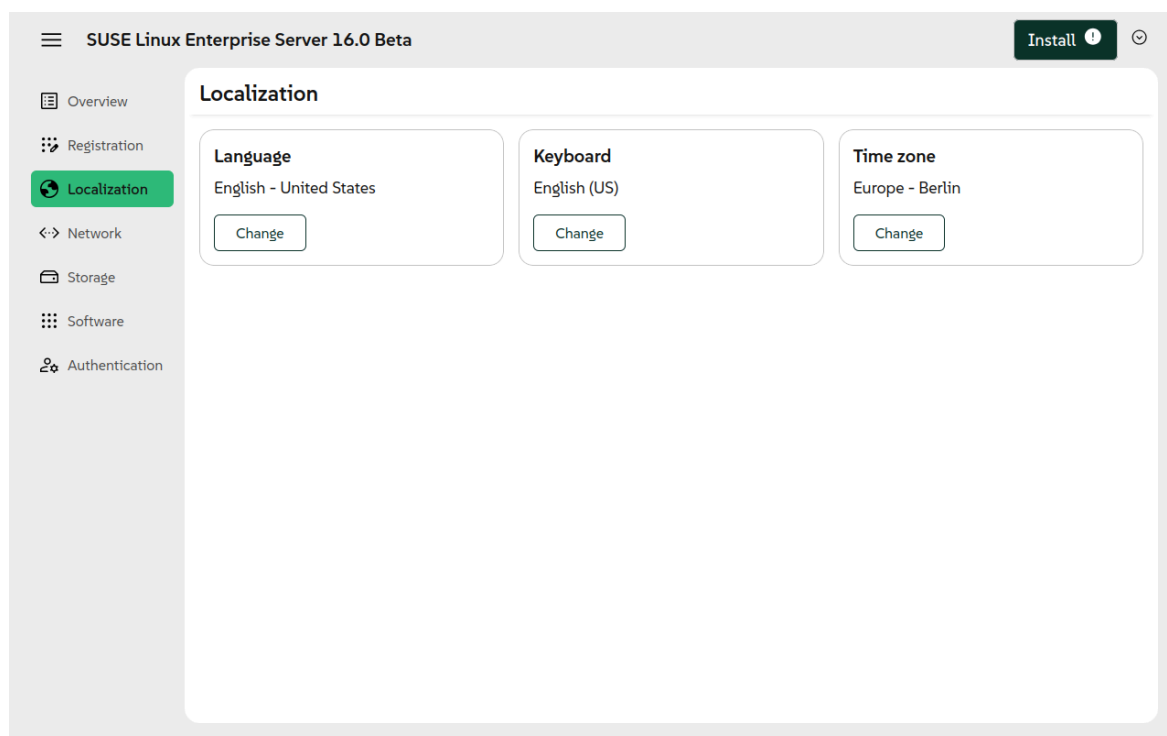 SUSE Linux Enterprise Server 16.0 Beta
Install !
Overview
Registration
Localization
Network
Storage
Software
Authentication
Localization
Language
English - United States
Change
Keyboard
English (US)
Change
Time zone
Europe - Berlin
Change